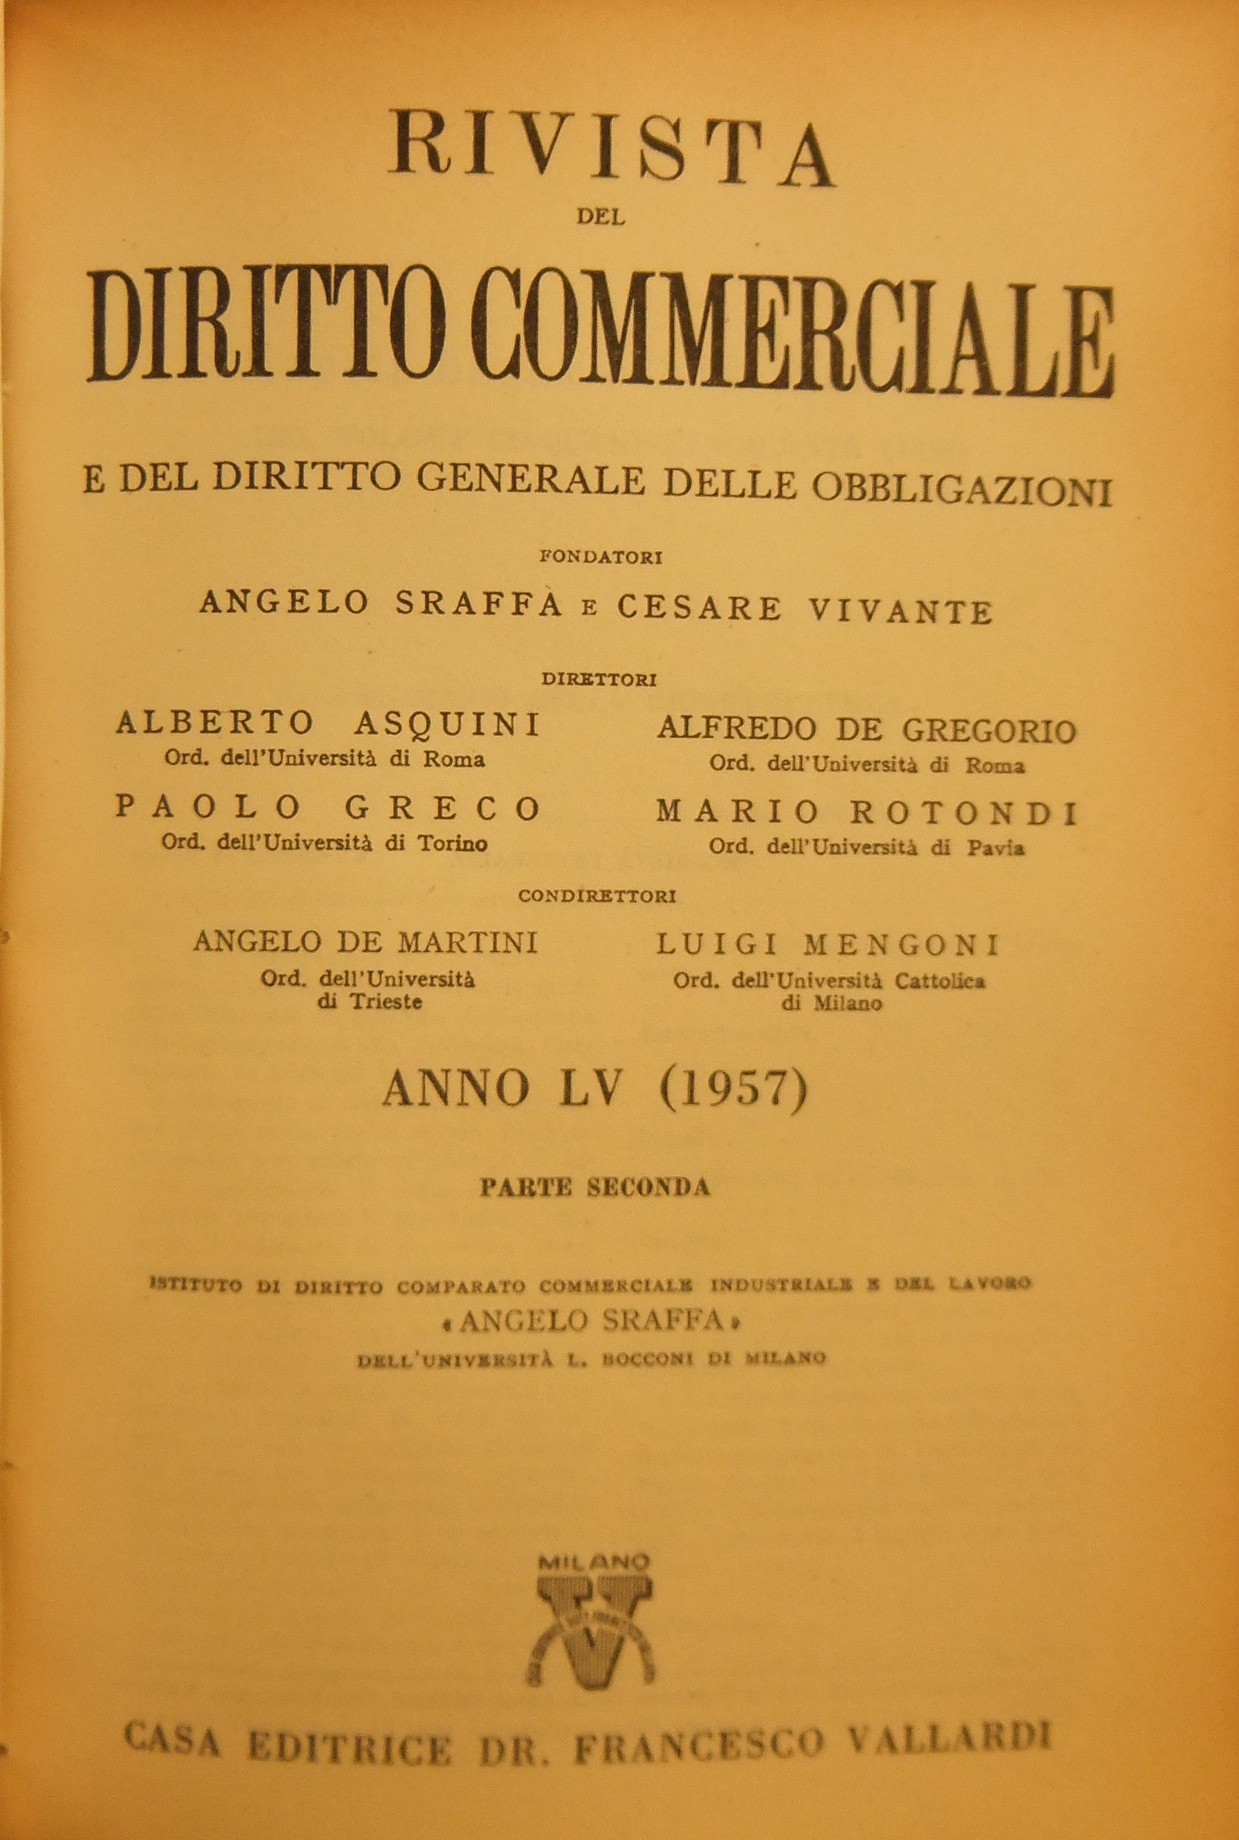 RIVISTA
DEL
DIRITTO COMMERCIALE
E DEL DIRITTO GENERALE DELLE OBBLIGAZIONI
FONDATORI
ANGELO SRAFFA E CESARE VIVANTE
DIRETTORI
ALBERTO ASQUINI
Ord. dell'Università di Roma
ALFREDO DE GREGORIO
Ord. dell'Università di Roma
PAOLO GRECO
Ord. dell'Università di Torino
MARIO ROTONDI
Ord. dell'Università di Pavia
CONDIRETTORI
ANGELO DE MARTINI
Ord. dell'Università
di Trieste
LUIGI MENGONI
Ord. dell'Università Cattolica
di Milano
ANNO LV (1957)
PARTE SECONDA
ISTITUTO DI DIRITTO COMPARATO COMMERCIALE INDUSTRIALE E DEL LAVORO
«ANGELO SRAFFA»
DELL'UNIVERSITÀ L. BOCCONI DI MILANO
MILANO
V
CASA EDITRICE DR. FRANCESCO VALLARDI